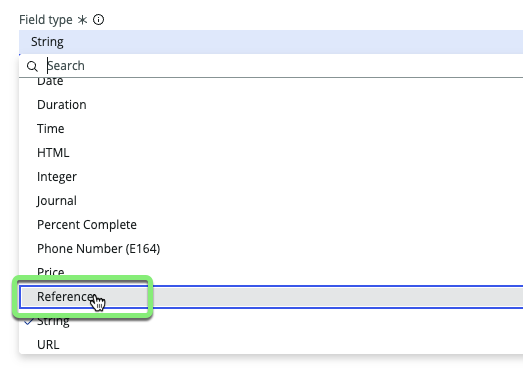 Field type *
String
Search
Date
Duration
Time
HTML
Integer
Journal
Percent Complete
Phone Number (E164)
Price
Reference
String
URL